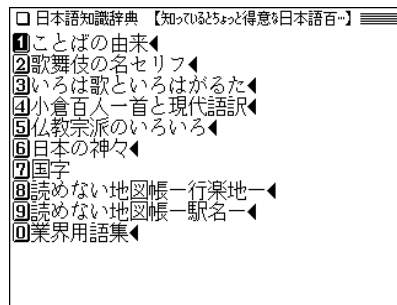 日本語知識辞典 【知っているとちょっと得意な日本語百…】
1ことばの由来◀
2歌舞伎の名セリフ◀
3いろは歌といろはがるた◀
4小倉百人一首と現代語訳◀
5仏教宗派のいろいろ◀
6日本の神々◀
7国字
8読めない地図帳ー行楽地ー◀
9読めない地図帳ー駅名ー◀
0業界用語集◀